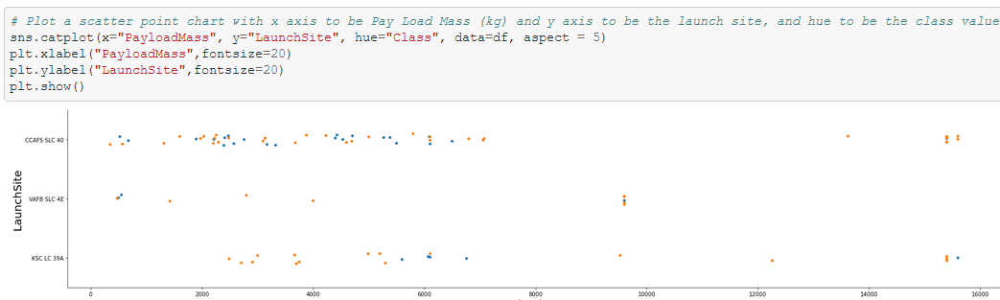 # Plot a scatter point chart with x axis to be Pay Load Mass (kg) and y axis to be the launch site, and hue to be the class value
sns.catplot(x="PayloadMass", y="LaunchSite", hue="Class", data=df, aspect = 5)
plt.xlabel("PayloadMass",fontsize=20)
plt.ylabel("LaunchSite",fontsize=20)
plt.show()
CCAFS SLC 40
LaunchSite
VAFB SLC 4E
KSC LC 39A
0 2000 4000 6000 8000 10000 12000 14000 16000